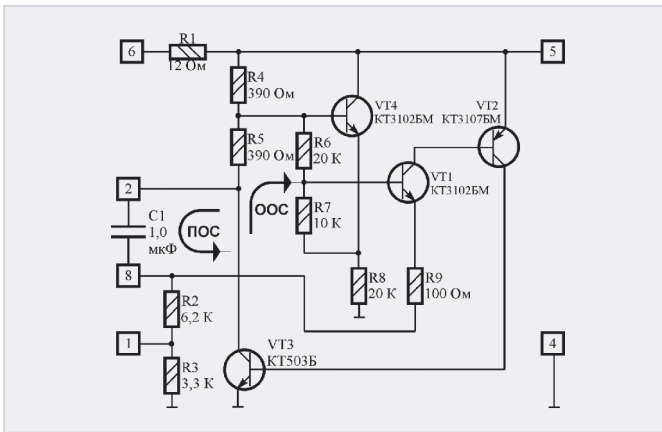 6
R1
12 Ом
5
R4
390 Ом
VT4
КТ3102БМ
VT2
КТ3107БМ
R5
390 Ом
R6
20 К
VT1
КТ3102БМ
2
C1
1,0
мкФ
ПОС
ООС
R7
10 К
8
R2
6,2 К
R8
20 К
R9
100 Ом
1
R3
3,3 К
VT3
КТ503Б
4